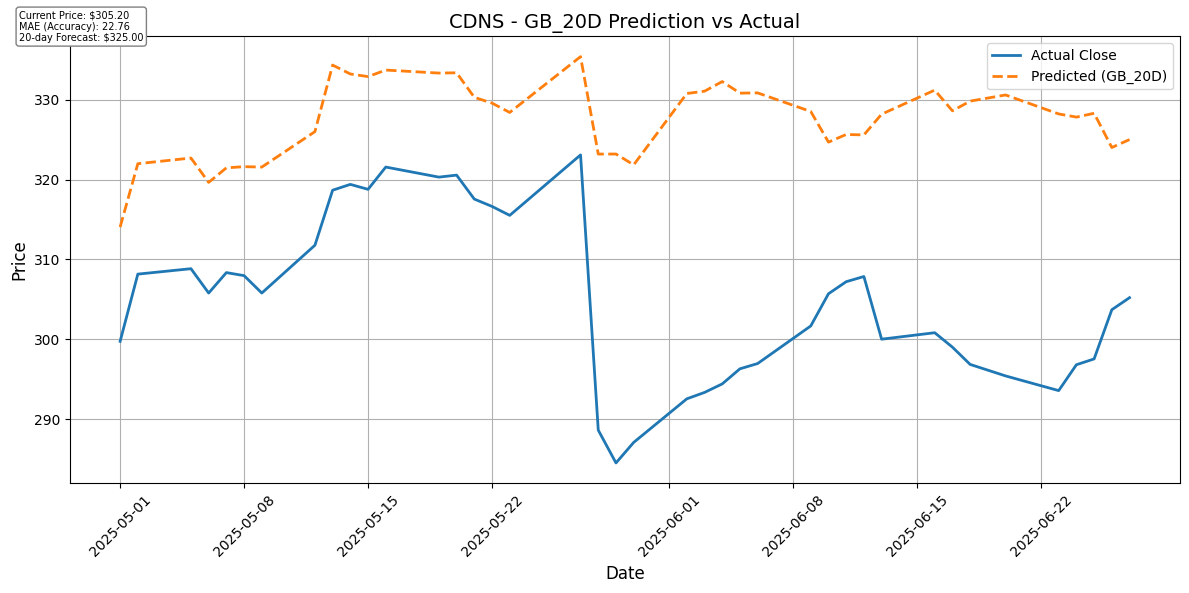 CDNS - GB_20D Prediction vs Actual
Current Price: $305.20
MAE (Accuracy): 22.76
20-day Forecast: $325.00
Actual Close
Predicted (GB_20D)
Price
330
320
310
300
290
2025-05-01
2025-05-08
2025-05-15
2025-05-22
2025-06-01
2025-06-08
2025-06-15
2025-06-22
Date